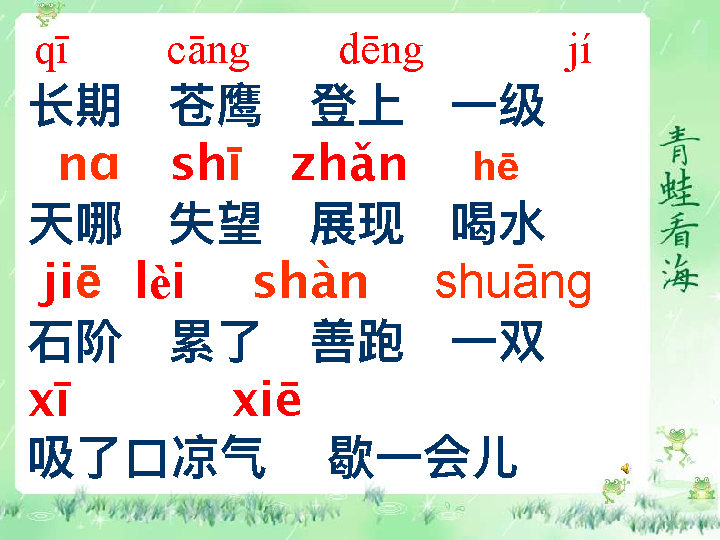 qī cāng dēng jí
长期 苍鹰 登上 一级
nɑ shī zhǎn hē
天哪 失望 展现 喝水
jiē lèi shàn shuāng
石阶 累了 善跑 一双
xī xiē
吸了口凉气 歇一会儿
青蛙看海